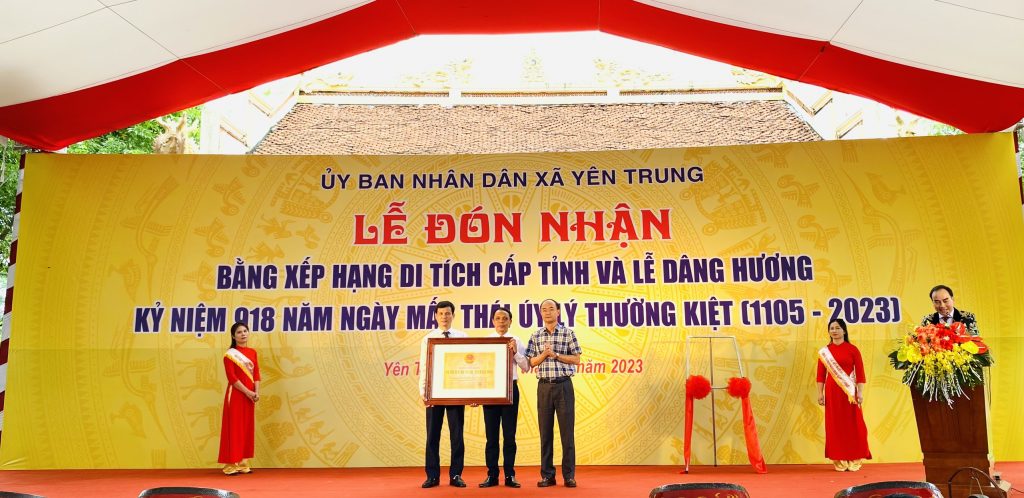 ỦY BAN NHÂN DÂN XÃ YÊN TRUNG
LỄ ĐÓN NHẬN
BẰNG XẾP HẠNG DI TÍCH CẤP TỈNH VÀ LỄ DÂNG HƯƠNG
KỶ NIỆM 918 NĂM NGÀY MẤT THÁI ÚY LÝ THƯỜNG KIỆT (1105 - 2023)
Yên năm 2023